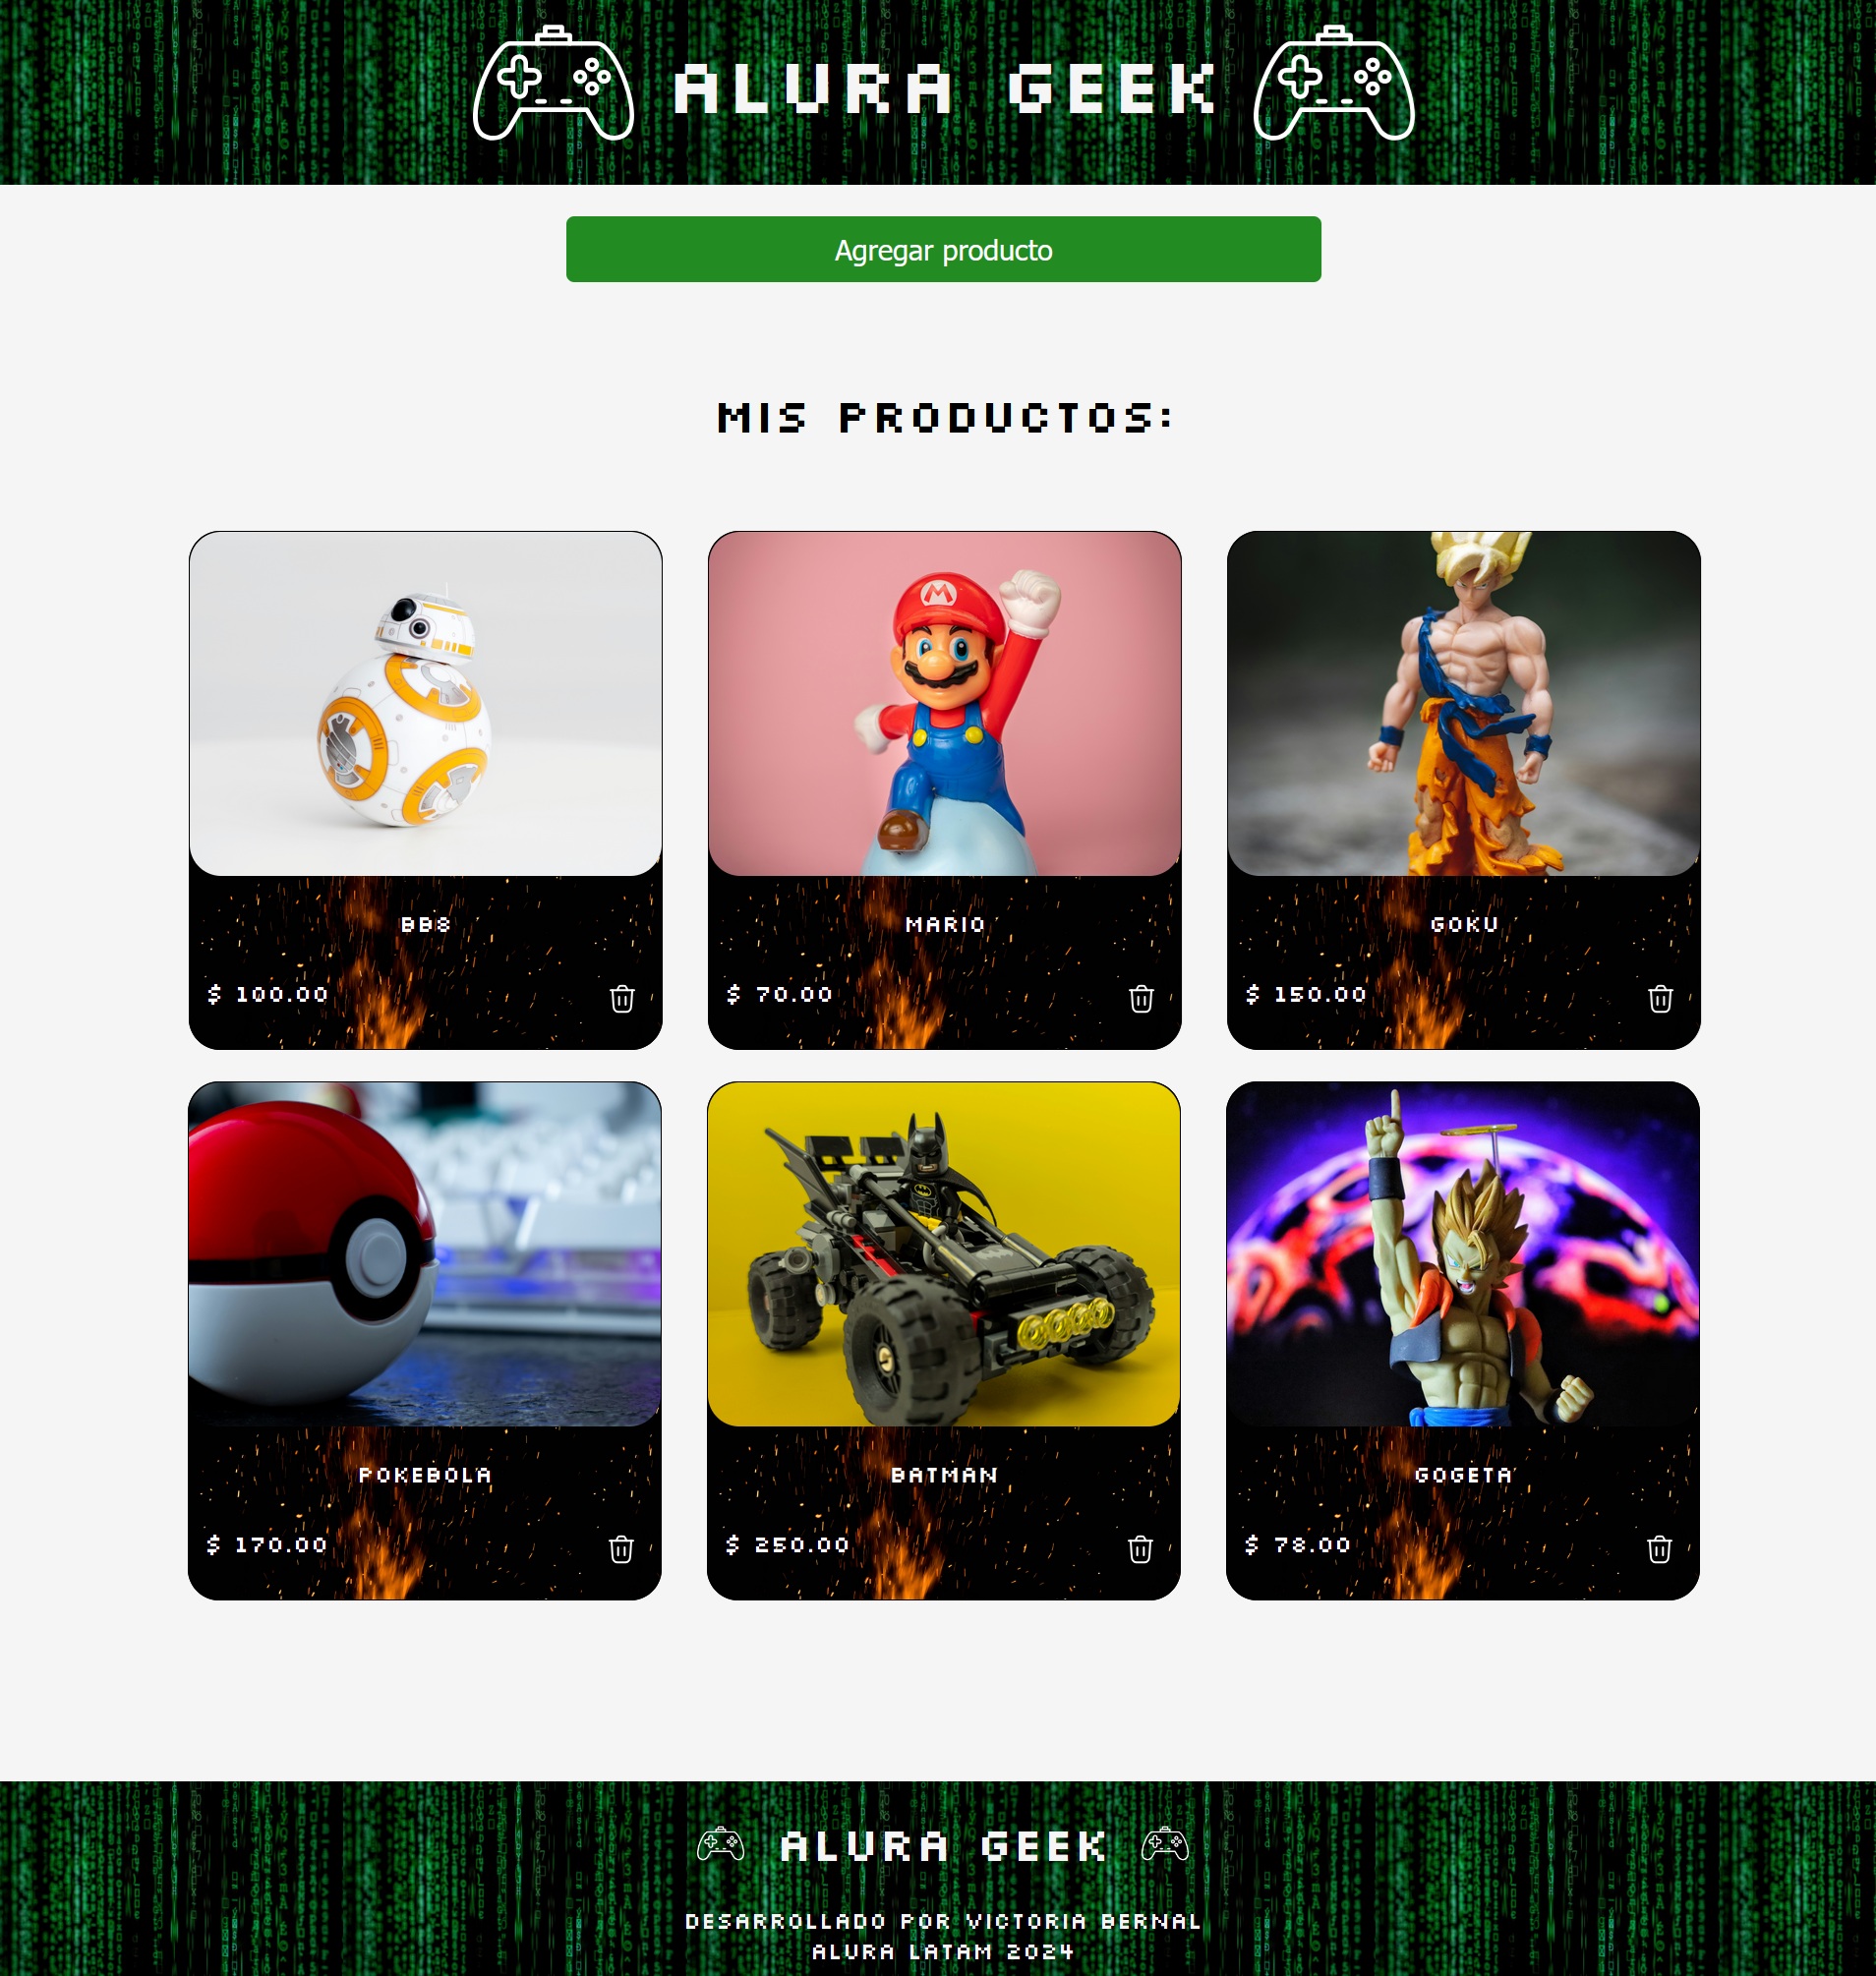 ALURA GEEK
Agregar producto
MIS PRODUCTOS:
BB8
$ 100.00
MARIO
$ 70.00
GOKU
$ 150.00
POKEBOLA
$ 170.00
BATMAN
$ 250.00
GOGETA
$ 78.00
ALURA GEEK
DESARROLLADO POR VICTORIA BERNAL
ALURA LATAM 2024